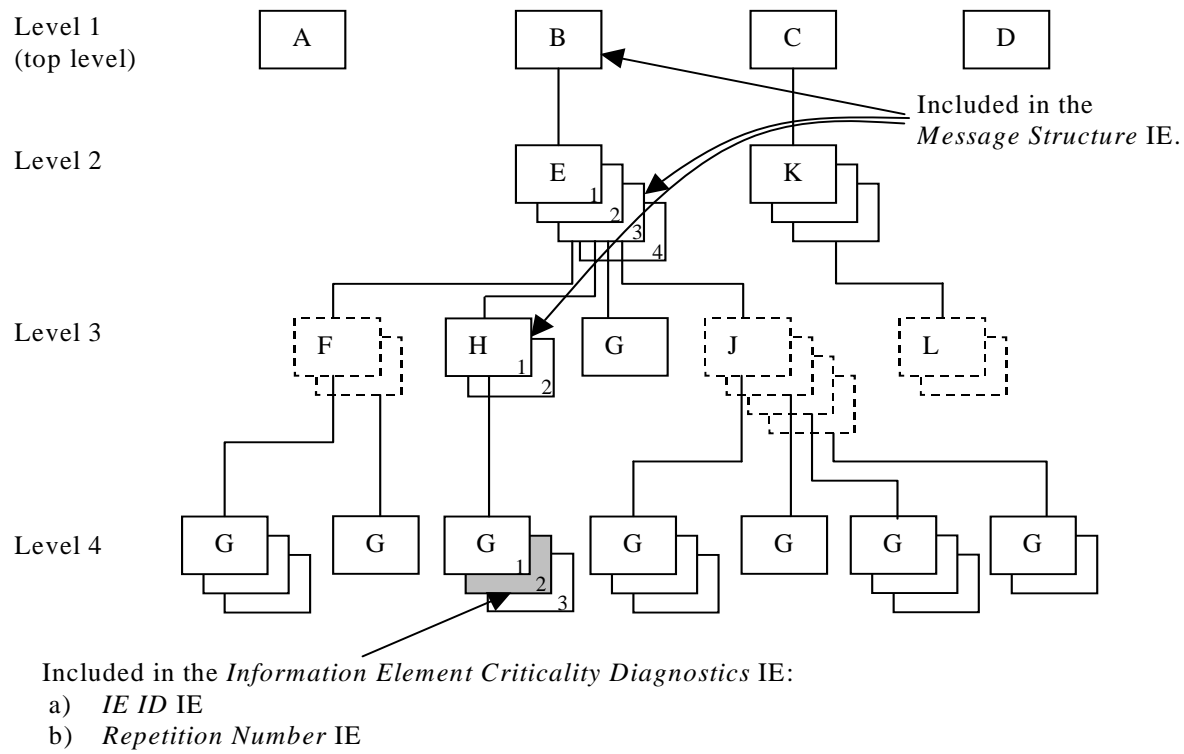 Level 1
(top level)
A
B
C
D
Included in the
Message Structure IE.
Level 2
E
1
2
3
4
K
Level 3
F
H
1
2
G
J
L
Level 4
G
G
G
1
2
3
G
G
G
G
Included in the Information Element Criticality Diagnostics IE:
a) IE ID IE
b) Repetition Number IE